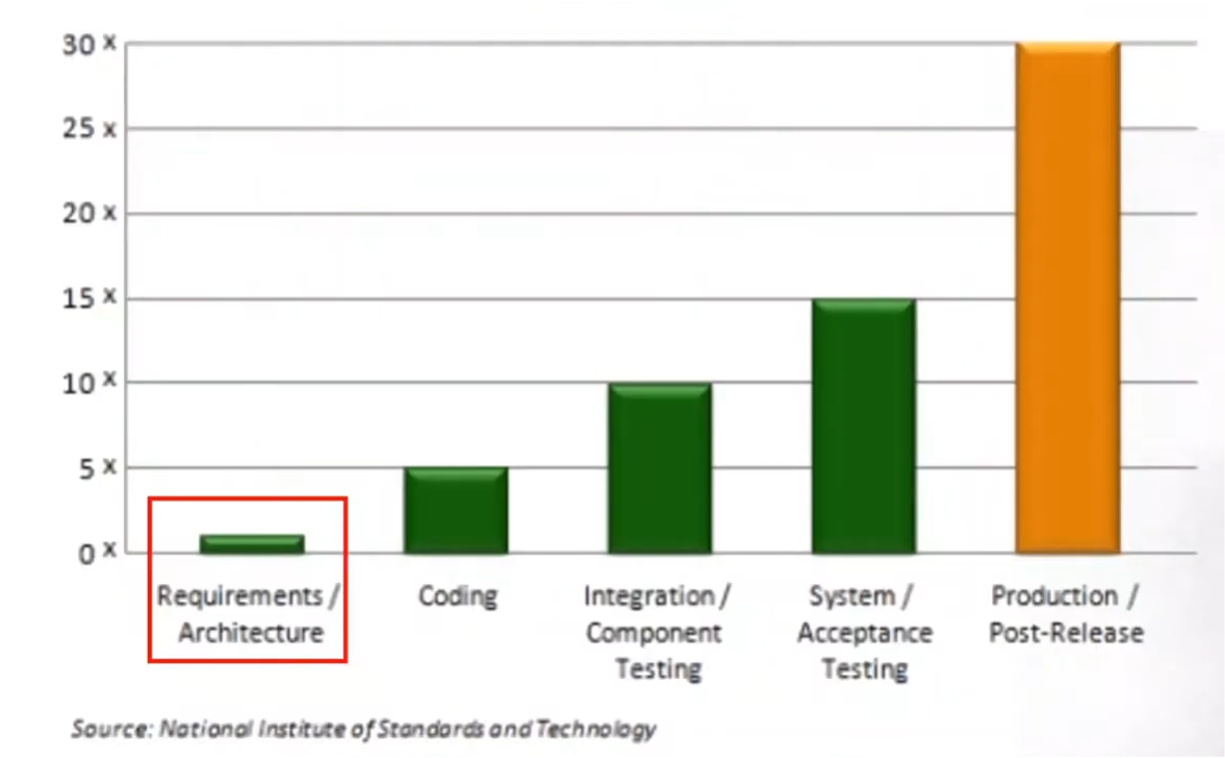 30 x
25 x
20 x
15 x
10 x
5 x
0 x
Requirements /
Architecture
Coding
Integration /
Component
Testing
System /
Acceptance
Testing
Production /
Post-Release
Source: National Institute of Standards and Technology